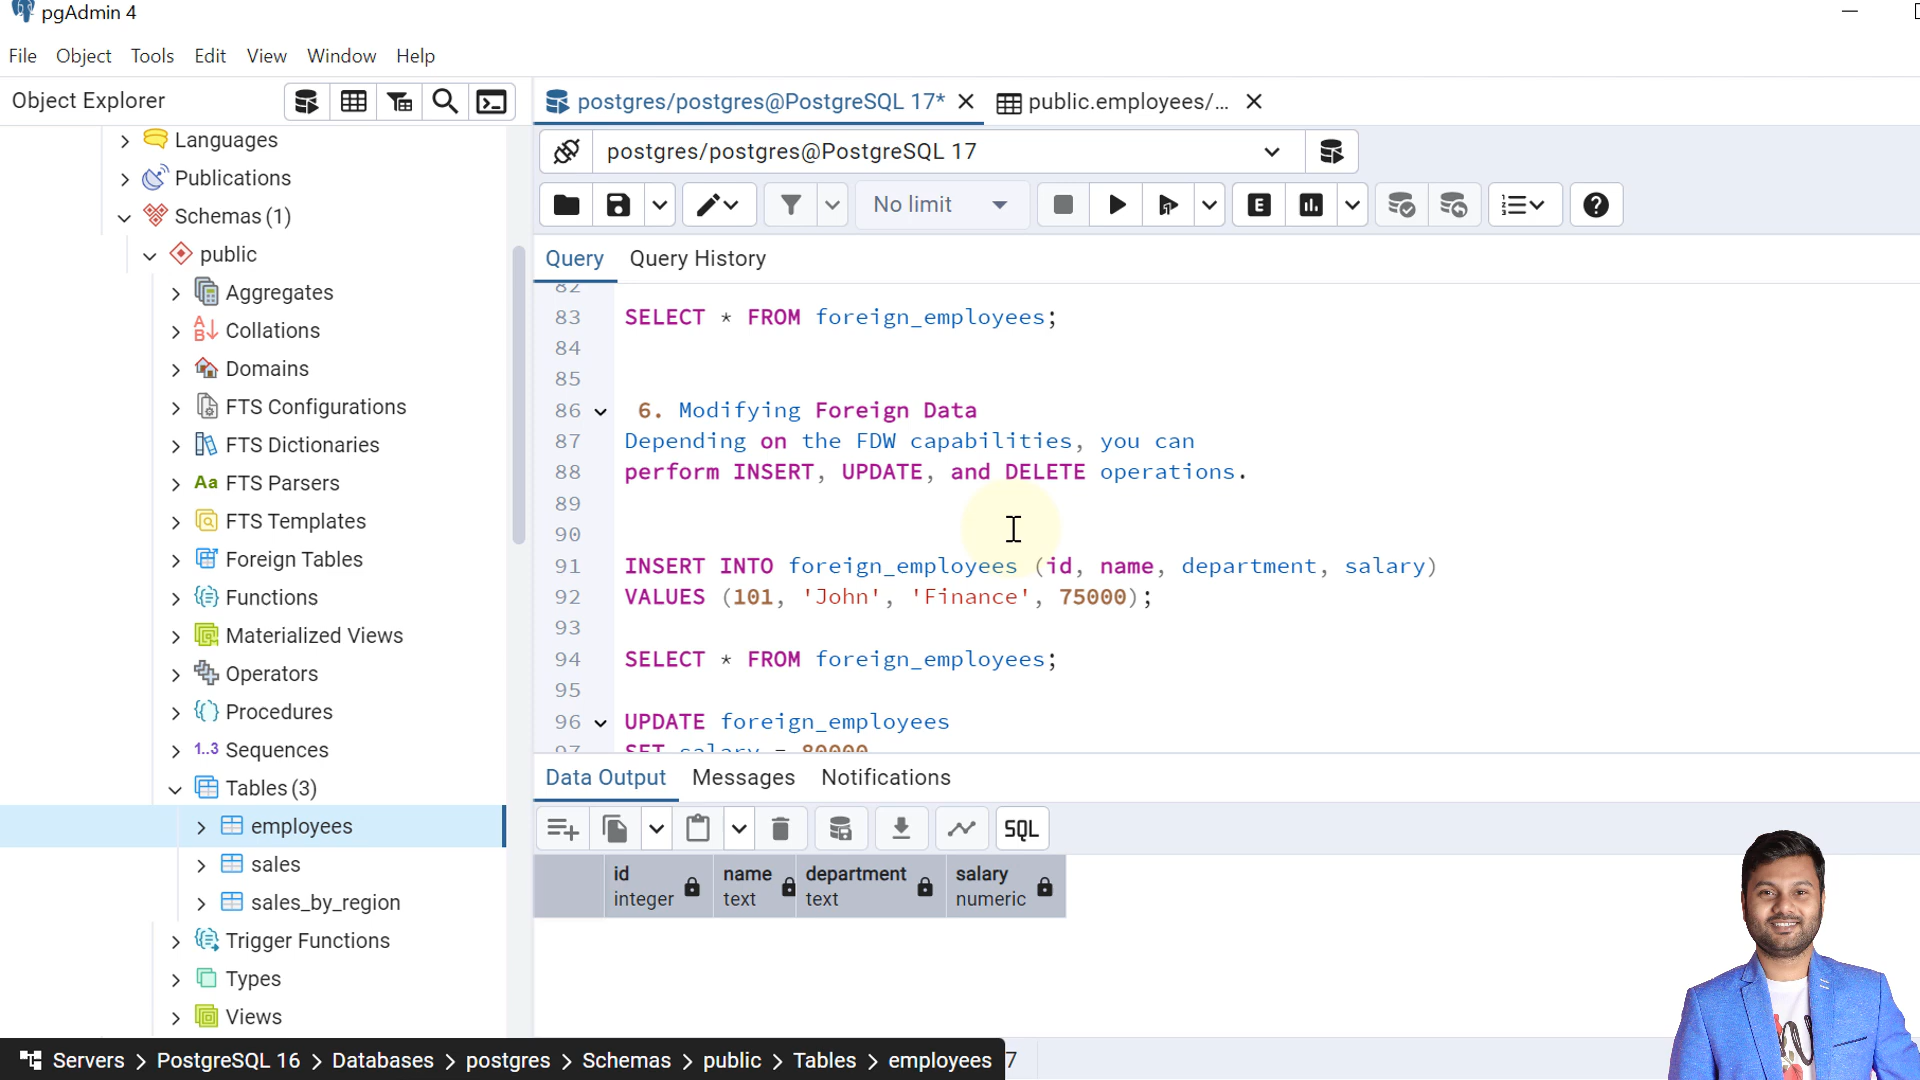 pgAdmin 4
File Object Tools Edit View Window Help
Object Explorer
postgres/postgres@PostgreSQL 17*
public.employees/...
postgres/postgres@PostgreSQL 17
No limit
Query Query History
Languages
Publications
Schemas (1)
public
Aggregates
Collations
Domains
FTS Configurations
FTS Dictionaries
FTS Parsers
FTS Templates
Foreign Tables
Functions
Materialized Views
Operators
Procedures
Sequences
Tables (3)
employees
sales
sales_by_region
Trigger Functions
Types
Views
82
83 SELECT * FROM foreign_employees;
84
85
86 6. Modifying Foreign Data
87 Depending on the FDW capabilities, you can
88 perform INSERT, UPDATE, and DELETE operations.
89
90
91 INSERT INTO foreign_employees (id, name, department, salary)
92 VALUES (101, 'John', 'Finance', 75000);
93
94 SELECT * FROM foreign_employees;
95
96 UPDATE foreign_employees
97 SET salary = 80000
Data Output Messages Notifications
SQL
id name department salary
integer text text numeric
Servers > PostgreSQL 16 > Databases > postgres > Schemas > public > Tables > employees 7